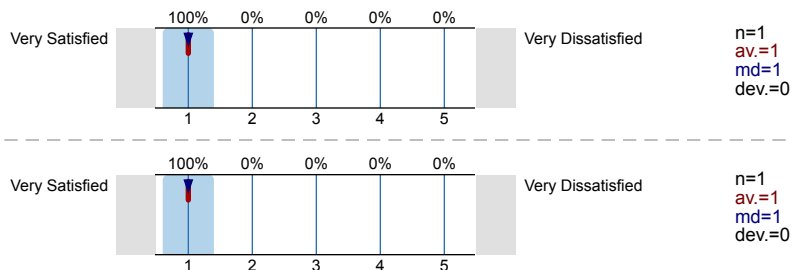 100% 0% 0% 0% 0%
Very Satisfied Very Dissatisfied
n=1
av.=1
md=1
dev.=0
1 2 3 4 5
100% 0% 0% 0% 0%
Very Satisfied Very Dissatisfied
n=1
av.=1
md=1
dev.=0
1 2 3 4 5